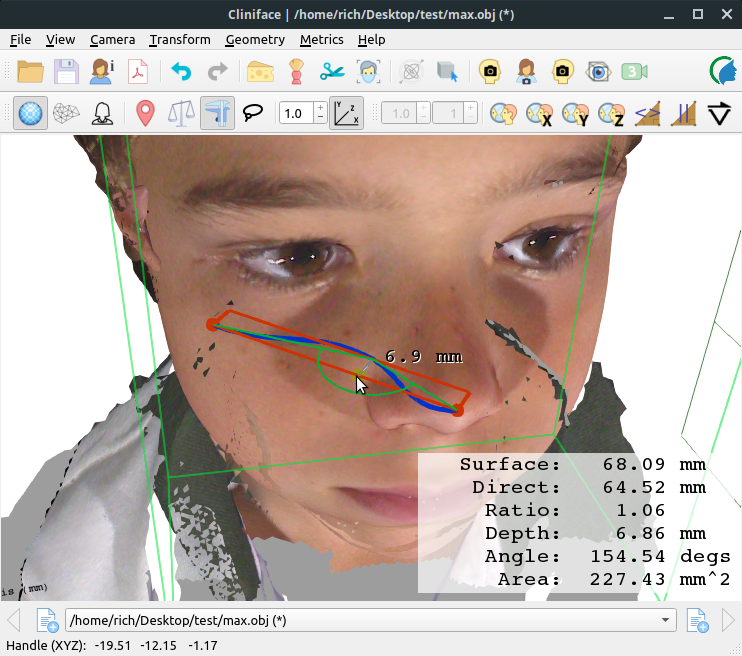 Cliniface | /home/rich/Desktop/test/max.obj (*)
File View Camera Transform Geometry Metrics Help
i 3
1.0 Y Z X 1.0 1 X Y Z
6.9 mm
Surface: 68.09 mm
Direct: 64.52 mm
Ratio: 1.06
Depth: 6.86 mm
Angle: 154.54 degs
Area: 227.43 mm^2
is (mm)
/home/rich/Desktop/test/max.obj (*)
Handle (XYZ): -19.51 -12.15 -1.17